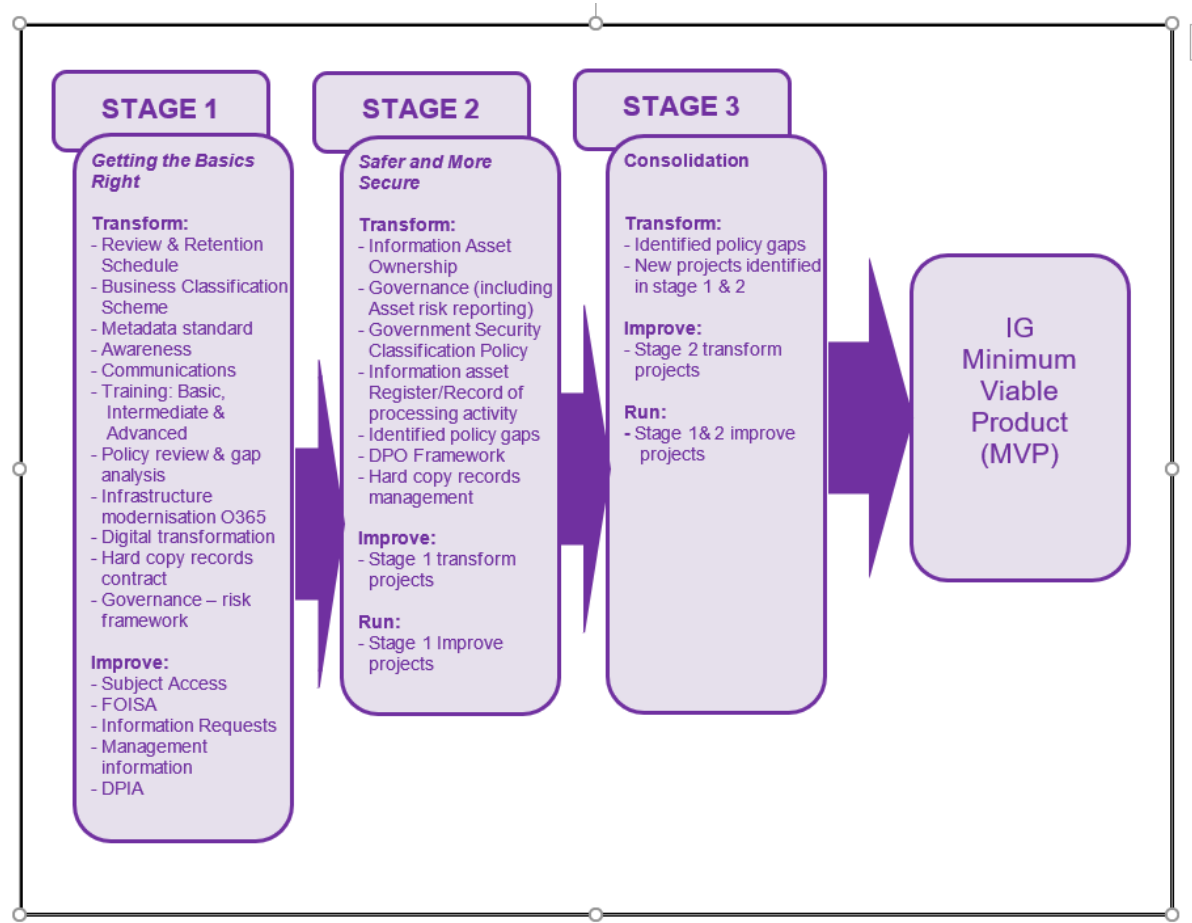 STAGE 1
Getting the Basics
Right
Transform:
- Review & Retention
Schedule
- Business Classification
Scheme
- Metadata standard
- Awareness
- Communications
- Training: Basic,
Intermediate &
Advanced
- Policy review & gap
analysis
- Infrastructure
modernisation O365
- Digital transformation
- Hard copy records
contract
- Governance – risk
framework
Improve:
- Subject Access
- FOISA
- Information Requests
- Management
information
- DPIA
STAGE 2
Safer and More
Secure
Transform:
- Information Asset
Ownership
- Governance (including
Asset risk reporting)
- Government Security
Classification Policy
- Information asset
Register/Record of
processing activity
- Identified policy gaps
- DPO Framework
- Hard copy records
management
Improve:
- Stage 1 transform
projects
Run:
- Stage 1 Improve
projects
STAGE 3
Consolidation
Transform:
- Identified policy gaps
- New projects identified
in stage 1 & 2
Improve:
- Stage 2 transform
projects
Run:
- Stage 1& 2 improve
projects
IG
Minimum
Viable
Product
(MVP)